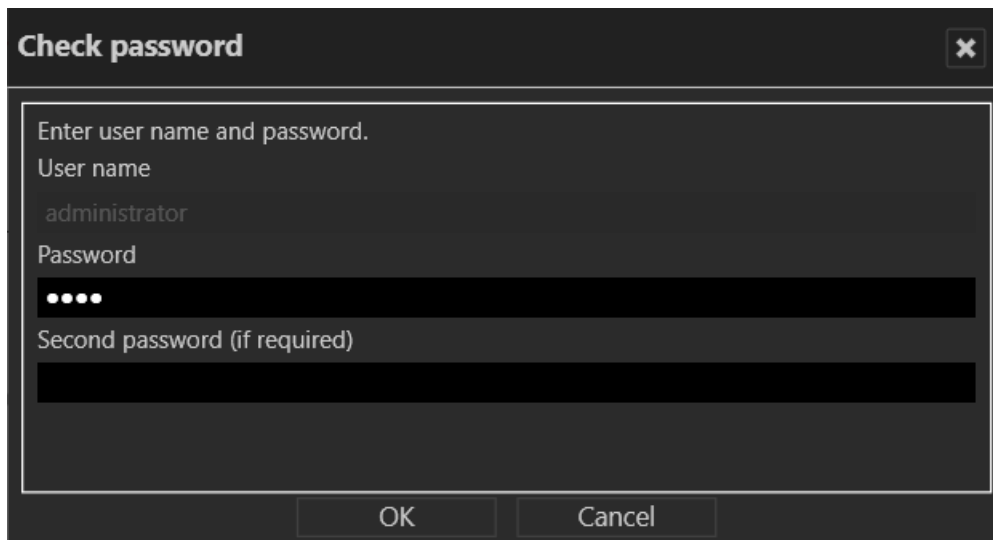 Check password
Enter user name and password.
User name
administrator
Password
••••
Second password (if required)
OK
Cancel